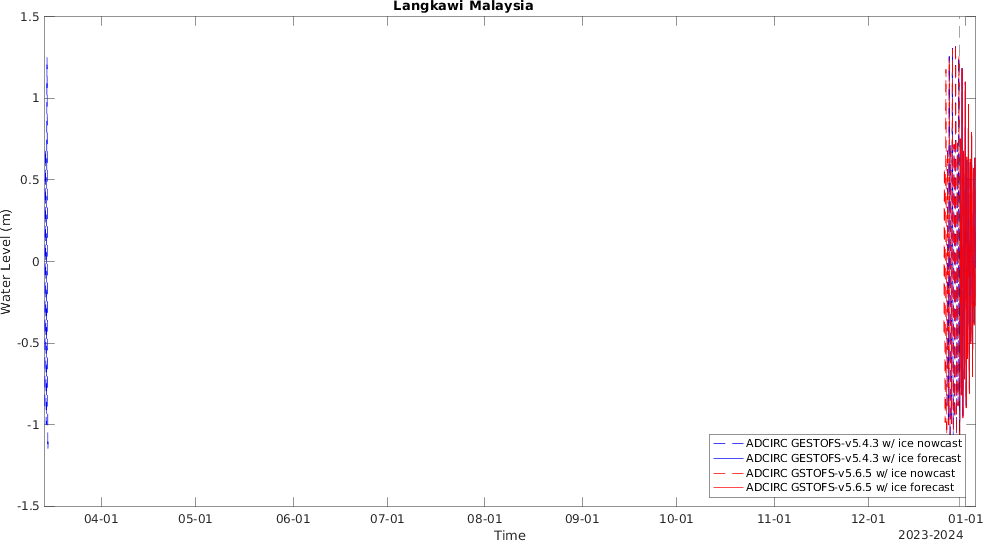 Langkawi Malaysia
1.5
1
0.5
0
-0.5
-1
-1.5
Water Level (m)
04-01 05-01 06-01 07-01 08-01 09-01 10-01 11-01 12-01 01-01
Time
2023-2024
ADCIRC GESTOFS-v5.4.3 w/ ice nowcast
ADCIRC GESTOFS-v5.4.3 w/ ice forecast
ADCIRC GSTOFS-v5.6.5 w/ ice nowcast
ADCIRC GSTOFS-v5.6.5 w/ ice forecast